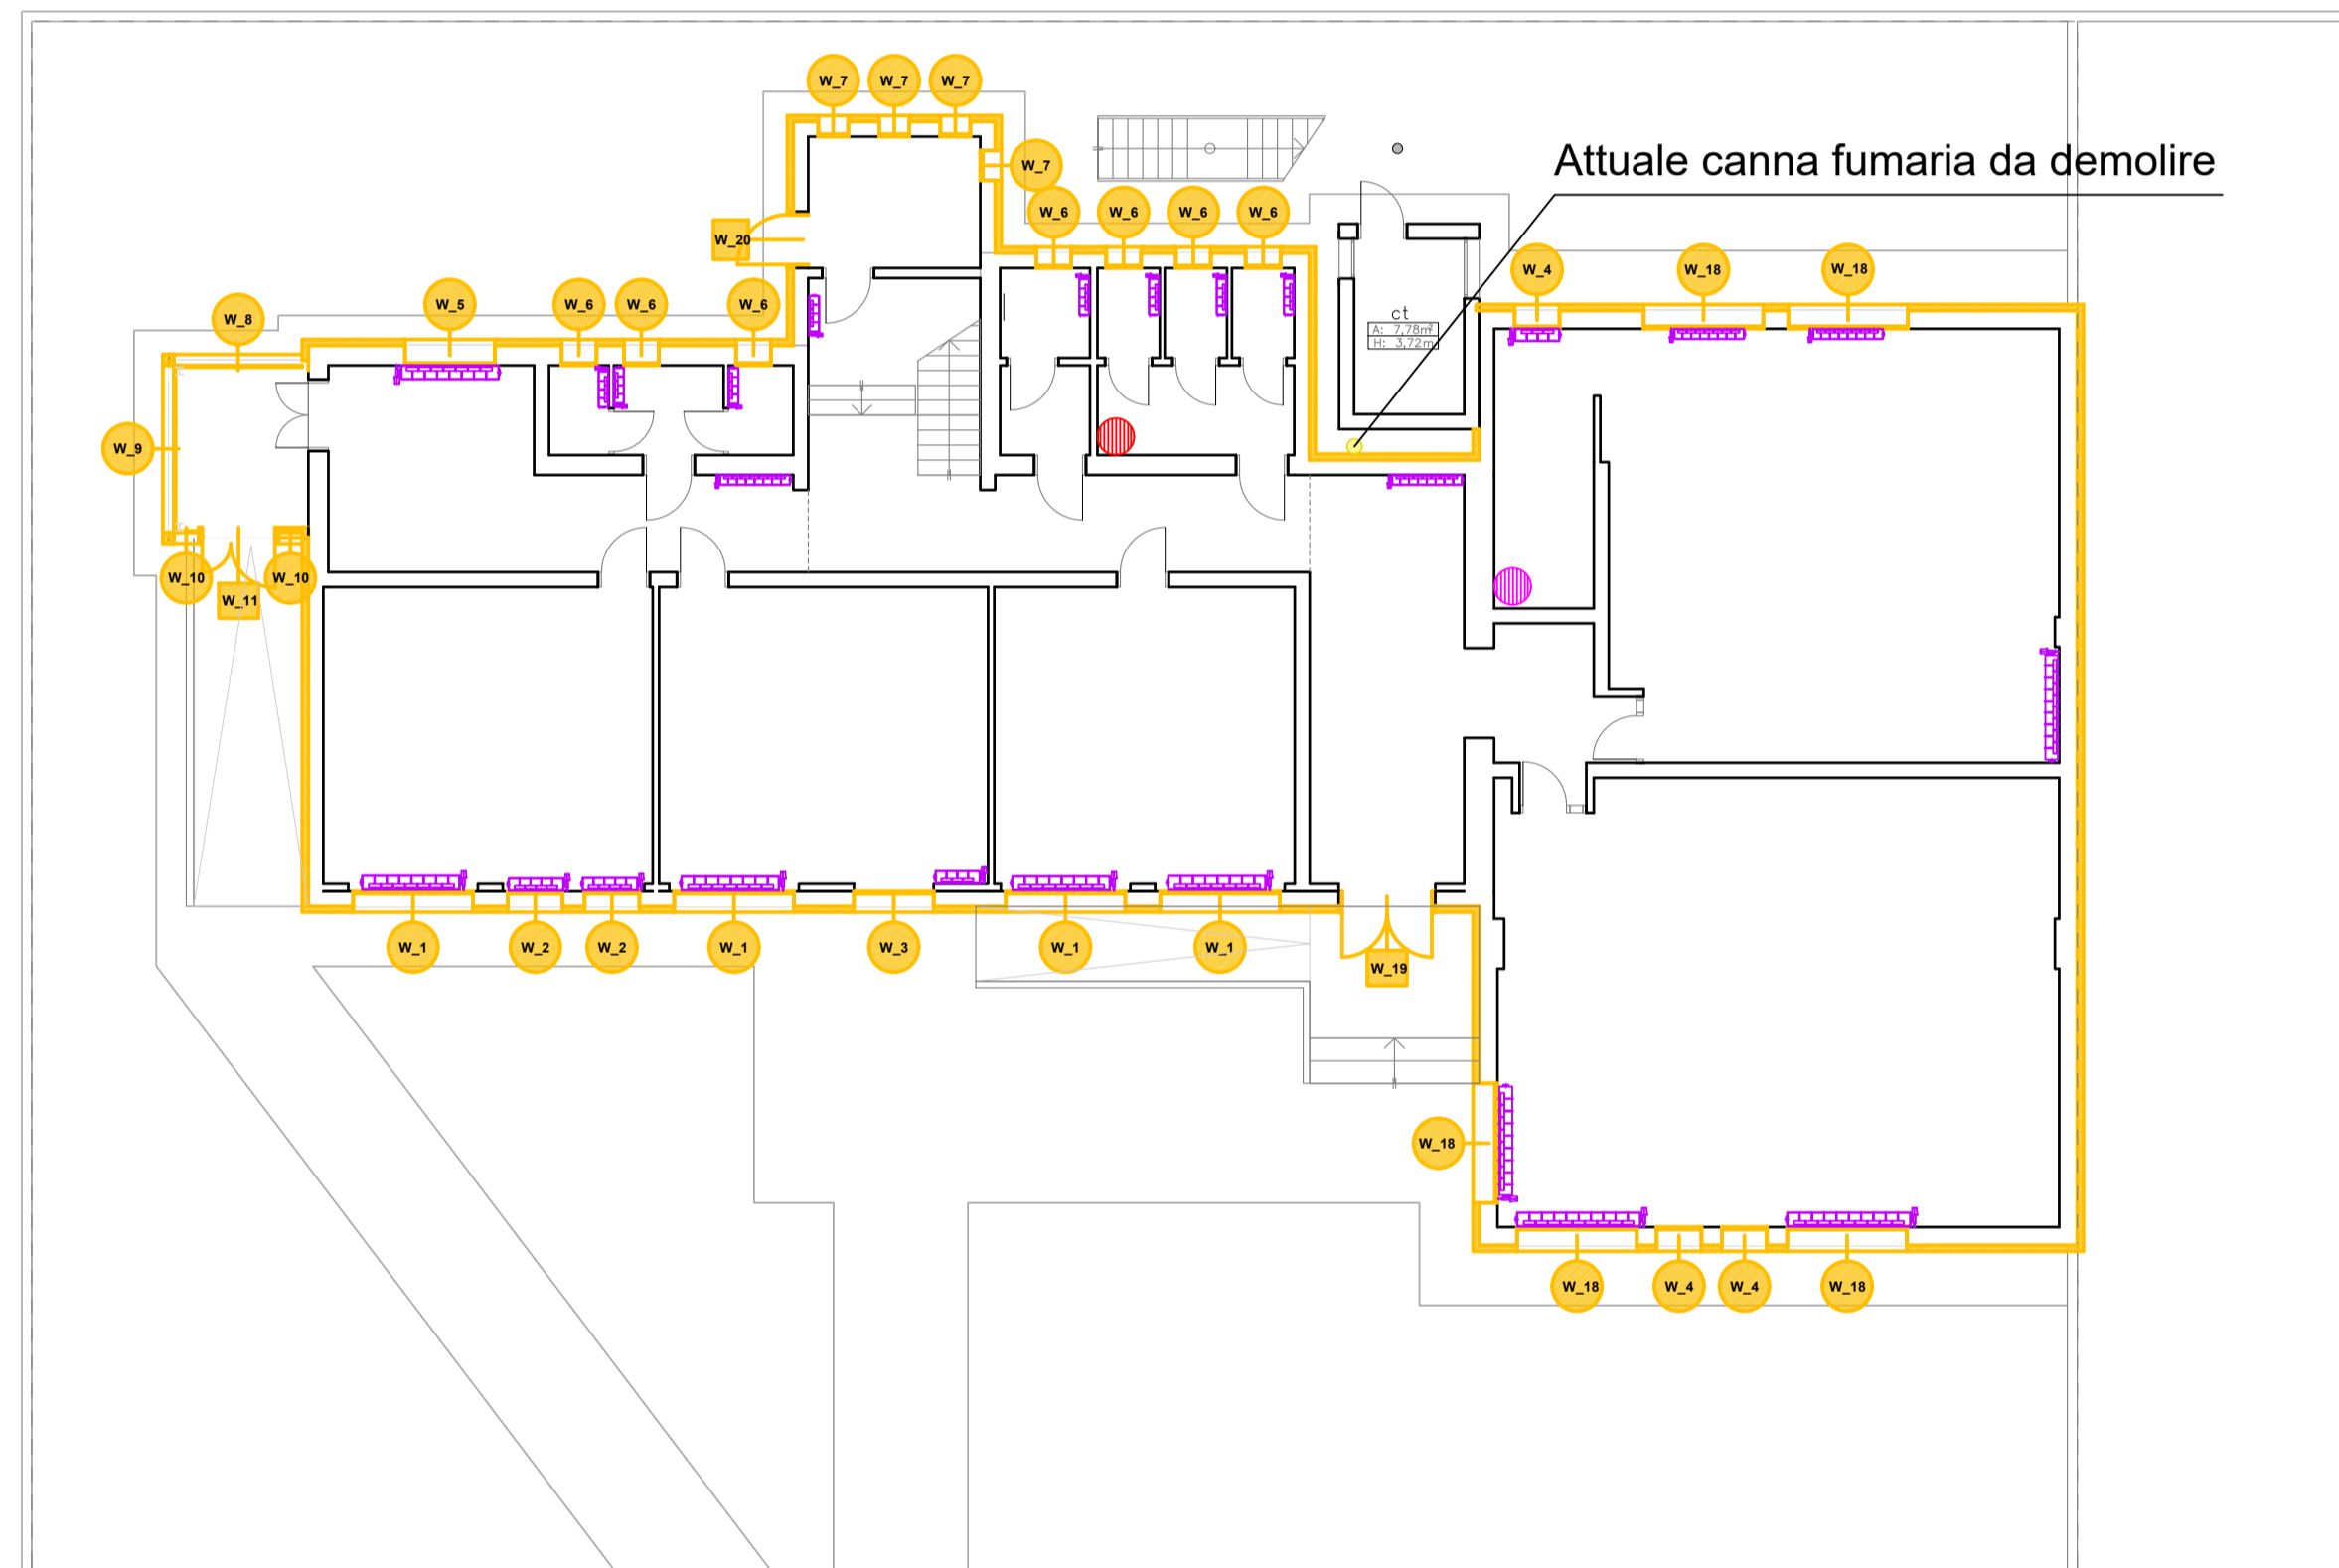 W_7 W_7 W_7
Attuale canna fumaria da demolire
W_7
W_6 W_6 W_6 W_6
W_20
W_4 W_18 W_18
W_5 W_6 W_6 W_6
W_8
ct
A: 7,78m²
H: 3,72m
W_9
W_10 W_10
W_11
W_1 W_2 W_2 W_1 W_3 W_1 W_1
W_19
W_18
W_18 W_4 W_4 W_18